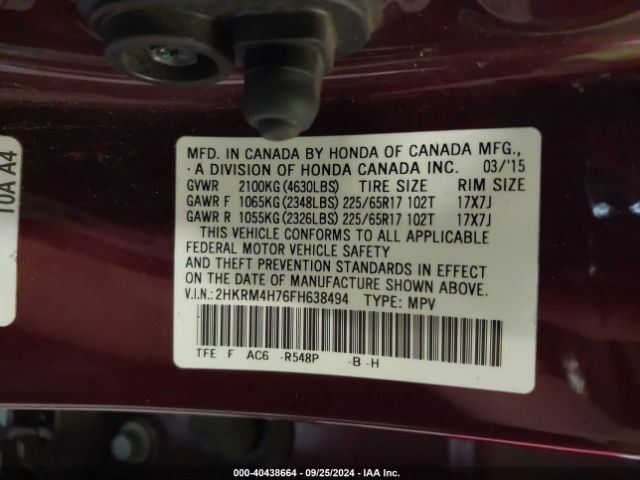 10A A4
MFD. IN CANADA BY HONDA OF CANADA MFG.,
A DIVISION OF HONDA CANADA INC. 03/'15
GVWR 2100KG (4630LBS) TIRE SIZE RIM SIZE
GAWR F 1065KG (2348LBS) 225/65R17 102T 17X7J
GAWR R 1055KG (2326LBS) 225/65R17 102T 17X7J
THIS VEHICLE CONFORMS TO ALL APPLICABLE
FEDERAL MOTOR VEHICLE SAFETY
AND THEFT PREVENTION STANDARDS IN EFFECT
ON THE DATE OF MANUFACTURE SHOWN ABOVE.
V.I.N.: 2HKRM4H76FH638494 TYPE: MPV
TFE F AC6 -R548P -B -H
000-40438664 - 09/25/2024 - IAA Inc.